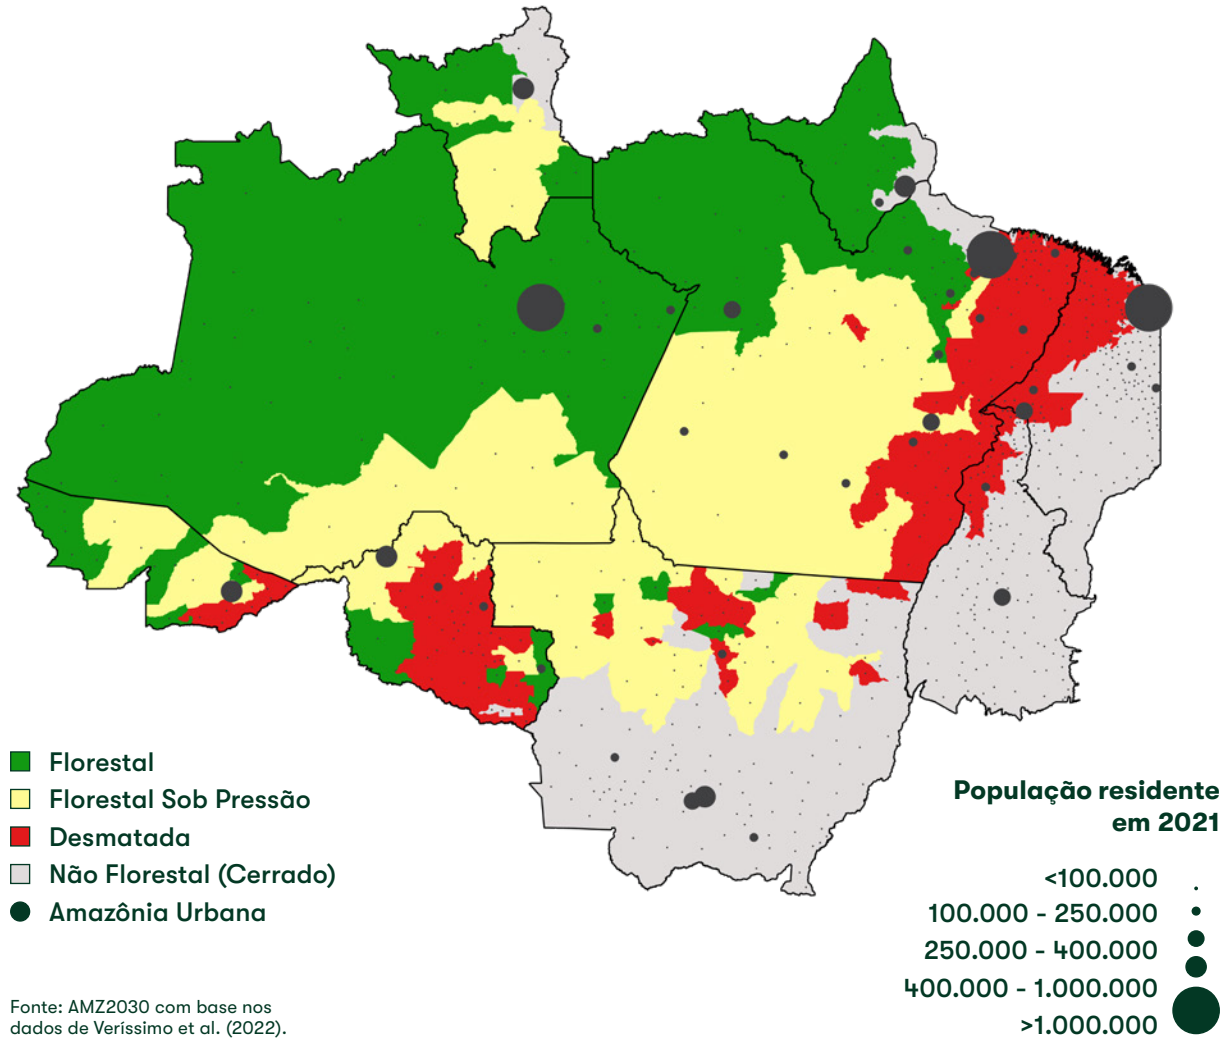 Florestal
Florestal Sob Pressão
Desmatada
Não Florestal (Cerrado)
Amazônia Urbana
Fonte: AMZ2030 com base nos
dados de Veríssimo et al. (2022).
População residente
em 2021
<100.000
100.000 - 250.000
250.000 - 400.000
400.000 - 1.000.000
>1.000.000